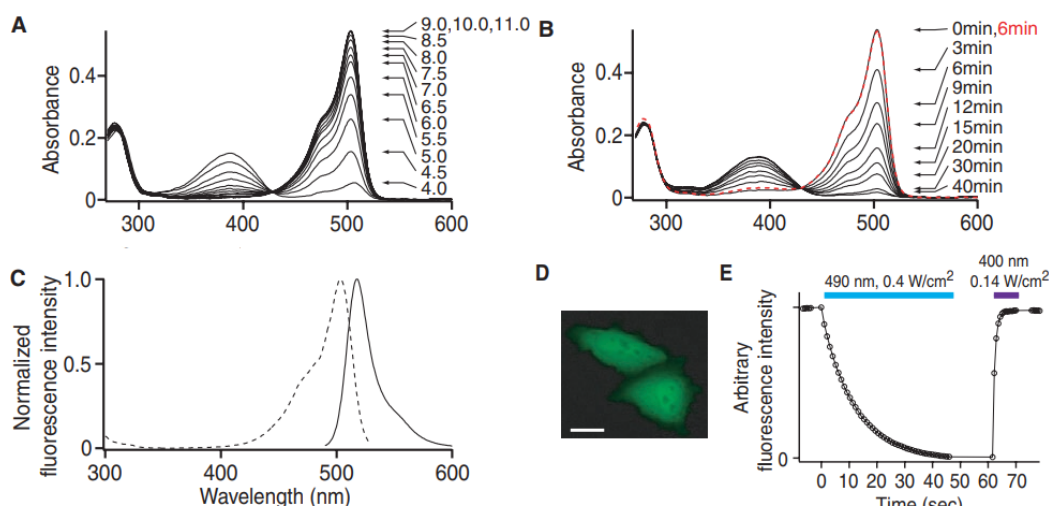 A
Absorbance
0.4
0.2
0
300
400
500
600
9.0,10.0,11.0
8.5
8.0
7.5
7.0
6.5
6.0
5.5
5.0
4.5
4.0
B
Absorbance
0.4
0.2
0
300
400
500
600
0min,6min
3min
6min
9min
12min
15min
20min
30min
40min
C
Normalized
fluorescence intensity
1.0
0.5
0
300
400
500
600
Wavelength (nm)
D
E
490 nm, 0.4 W/cm²
400 nm
0.14 W/cm²
Arbitrary
fluorescence intensity
0
0 10 20 30 40 50 60 70
Time (sec)